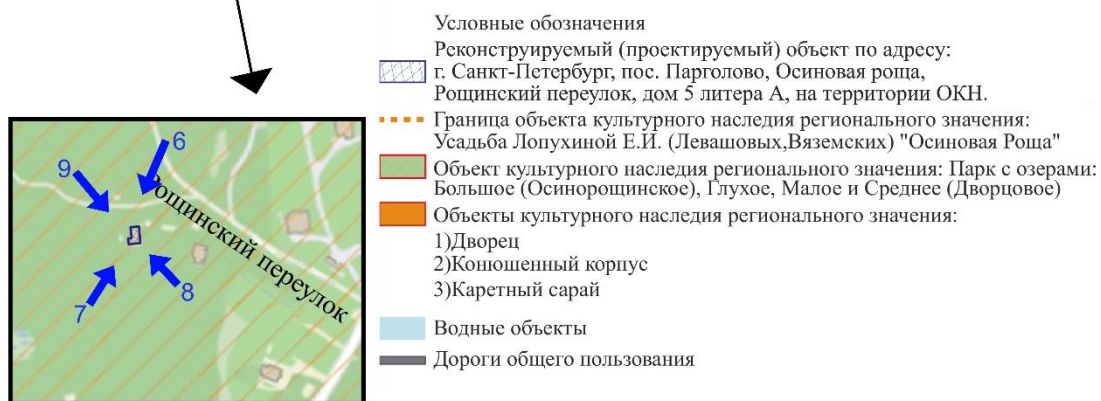 Условные обозначения
Реконструируемый (проектируемый) объект по адресу:
г. Санкт-Петербург, пос. Парголово, Осиновая роща,
Рощинский переулок, дом 5 литера А, на территории ОКН.
Граница объекта культурного наследия регионального значения:
Усадьба Лопухиной Е.И. (Левашовых,Вяземских) "Осиновая Роща"
Объект культурного наследия регионального значения: Парк с озерами:
Большое (Осинорощинское), Глухое, Малое и Среднее (Дворцовое)
Объекты культурного наследия регионального значения:
1)Дворец
2)Конюшенный корпус
3)Каретный сарай
Водные объекты
Дороги общего пользования
6
9
Рощинский переулок
8
7